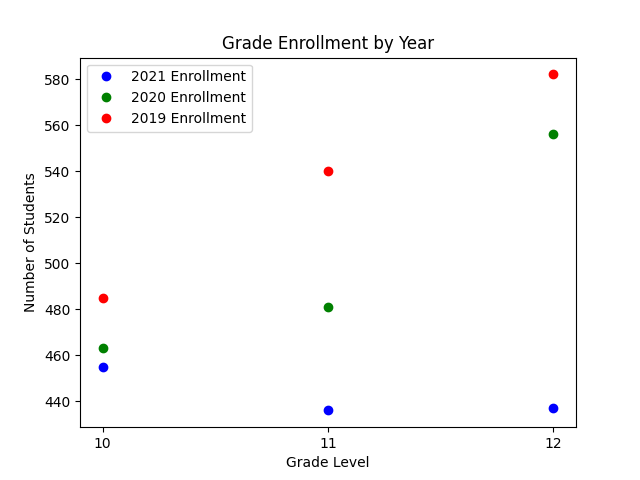 Grade Enrollment by Year
2021 Enrollment
2020 Enrollment
2019 Enrollment
Number of Students
580
560
540
520
500
480
460
440
10 11 12
Grade Level